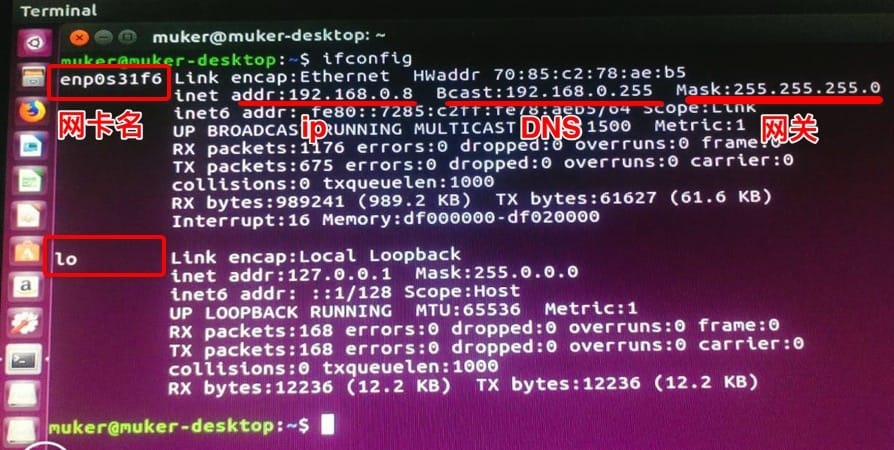 Terminal
muker@muker-desktop: ~
muker@muker-desktop:~$ ifconfig
enp0s31f6 Link encap:Ethernet HWaddr 70:85:c2:78:ae:b5
inet addr:192.168.0.8 Bcast:192.168.0.255 Mask:255.255.255.0
inet6 addr: fe80::7285:c2ff:fe78:aeb5/64 Scope:Link
网卡名 ip DNS 网关
UP BROADCAST RUNNING MULTICAST 1500 Metric:1
RX packets:1176 errors:0 dropped:0 overruns:0 frame:0
TX packets:675 errors:0 dropped:0 overruns:0 carrier:0
collisions:0 txqueuelen:1000
RX bytes:989241 (989.2 KB) TX bytes:61627 (61.6 KB)
Interrupt:16 Memory:df000000-df020000
lo Link encap:Local Loopback
inet addr:127.0.0.1 Mask:255.0.0.0
inet6 addr: ::1/128 Scope:Host
UP LOOPBACK RUNNING MTU:65536 Metric:1
RX packets:168 errors:0 dropped:0 overruns:0 frame:0
TX packets:168 errors:0 dropped:0 overruns:0 carrier:0
collisions:0 txqueuelen:1000
RX bytes:12236 (12.2 KB) TX bytes:12236 (12.2 KB)
muker@muker-desktop:~$